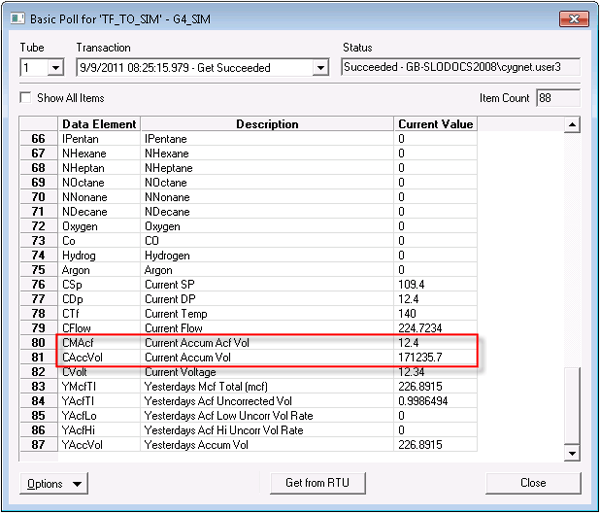 Basic Poll for 'TF_TO_SIM' - G4_SIM
Tube Transaction Status
1 9/9/2011 08:25:15.979 - Get Succeeded Succeeded - GB-SLODOCS2008\cygnet.user3
Show All Items Item Count 88
Data Element Description Current Value
66 IPentan IPentane 0
67 NHexane NHexane 0
68 NHeptan NHeptane 0
69 NOctane NOctane 0
70 NNonane NNonane 0
71 NDecane NDecane 0
72 Oxygen Oxygen 0
73 Co CO 0
74 Hydrog Hydrogen 0
75 Argon Argon 0
76 CSp Current SP 109.4
77 CDp Current DP 12.4
78 CTf Current Temp 140
79 CFlow Current Flow 224.7234
80 CMAcf Current Accum Acf Vol 12.4
81 CAccVol Current Accum Vol 171235.7
82 CVolt Current Voltage 12.34
83 YMcfTl Yesterdays Mcf Total (mcf) 226.8915
84 YAcfTl Yesterdays Acf Uncorrected Vol 0.9986494
85 YAcfLo Yesterdays Acf Low Uncorr Vol Rate 0
86 YAcfHi Yesterdays Acf Hi Uncorr Vol Rate 0
87 YAccVol Yesterdays Accum Vol 226.8915
Options Get from RTU Close